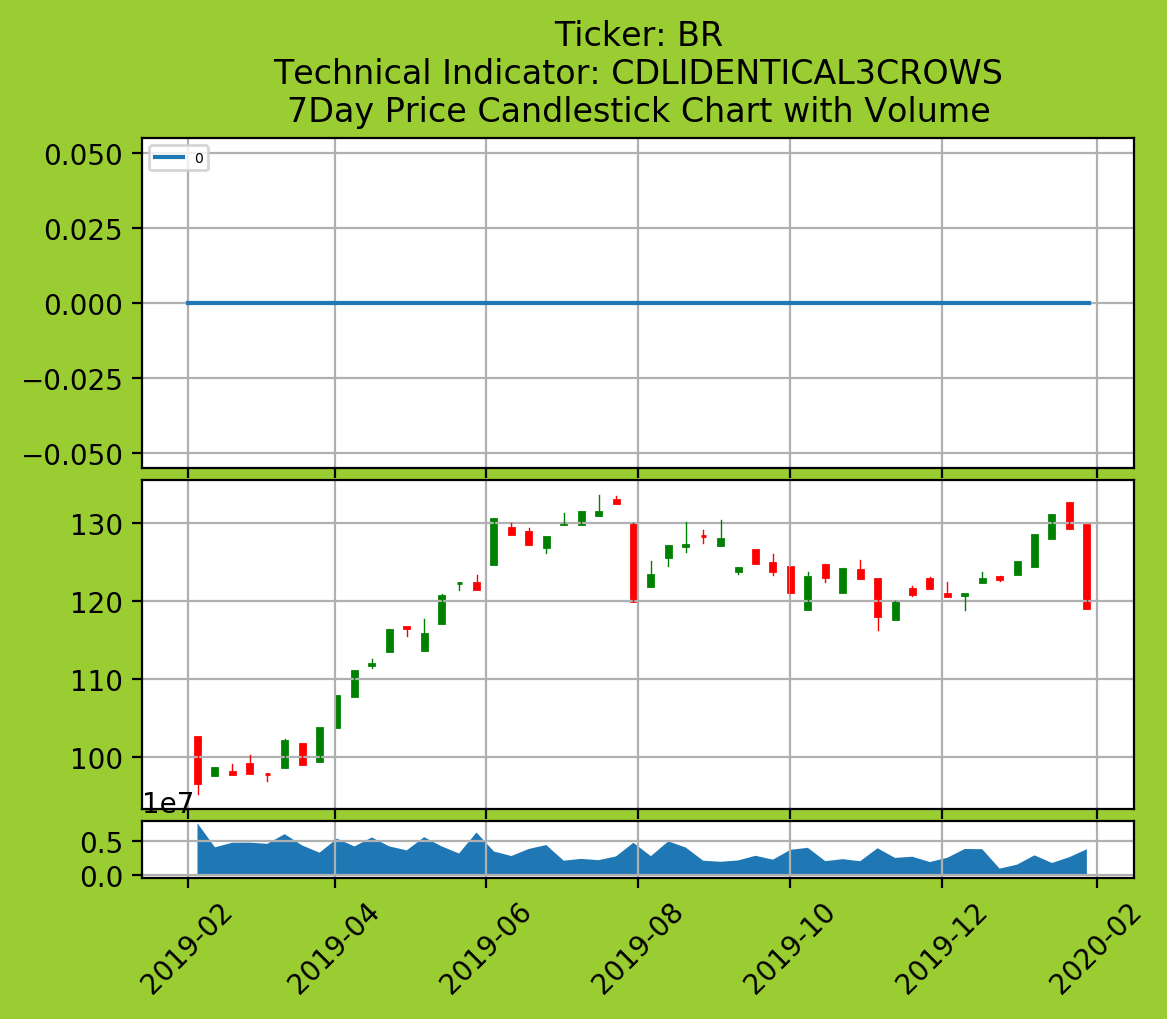 Ticker: BR
Technical Indicator: CDLIDENTICAL3CROWS
7Day Price Candlestick Chart with Volume
0.050
0
0.025
0.000
−0.025
−0.050
130
120
110
100
1e7
0.5
0.0
2019-02 2019-04 2019-06 2019-08 2019-10 2019-12 2020-02